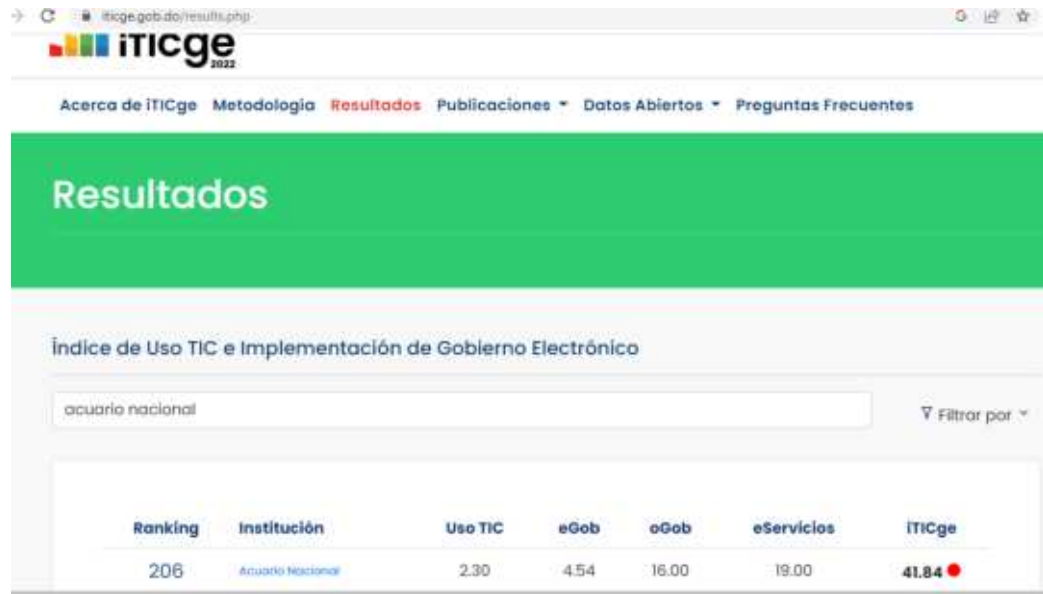 iticge.gob.do/results.php
iTICge
2022
Acerca de iTICge Metodología Resultados Publicaciones Datos Abiertos Preguntas Frecuentes
Resultados
Índice de Uso TIC e Implementación de Gobierno Electrónico
acuario nacional
Filtrar por
Ranking Institución Uso TIC eGob oGob eServicios iTICge
206 Acuario Nacional 2.30 4.54 16.00 19.00 41.84